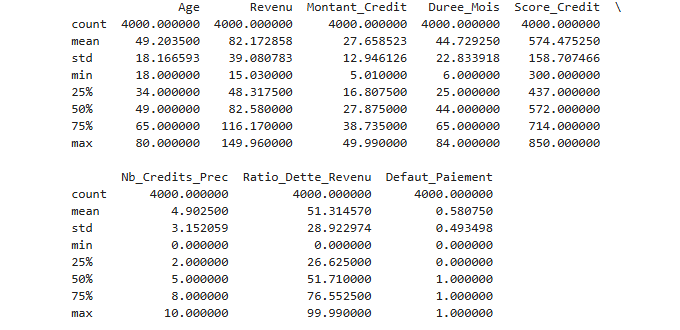 Age Revenu Montant_Credit Duree_Mois Score_Credit \
count 4000.000000 4000.000000 4000.000000 4000.000000 4000.000000
mean 49.203500 82.172858 27.658523 44.729250 574.475250
std 18.166593 39.080783 12.946126 22.833918 158.707466
min 18.000000 15.030000 5.010000 6.000000 300.000000
25% 34.000000 48.317500 16.807500 25.000000 437.000000
50% 49.000000 82.580000 27.875000 44.000000 572.000000
75% 65.000000 116.170000 38.735000 65.000000 714.000000
max 80.000000 149.960000 49.990000 84.000000 850.000000
Nb_Credits_Prec Ratio_Dette_Revenu Defaut_Paiement
count 4000.000000 4000.000000 4000.000000
mean 4.902500 51.314570 0.580750
std 3.152059 28.922974 0.493498
min 0.000000 0.000000 0.000000
25% 2.000000 26.625000 0.000000
50% 5.000000 51.710000 1.000000
75% 8.000000 76.552500 1.000000
max 10.000000 99.990000 1.000000